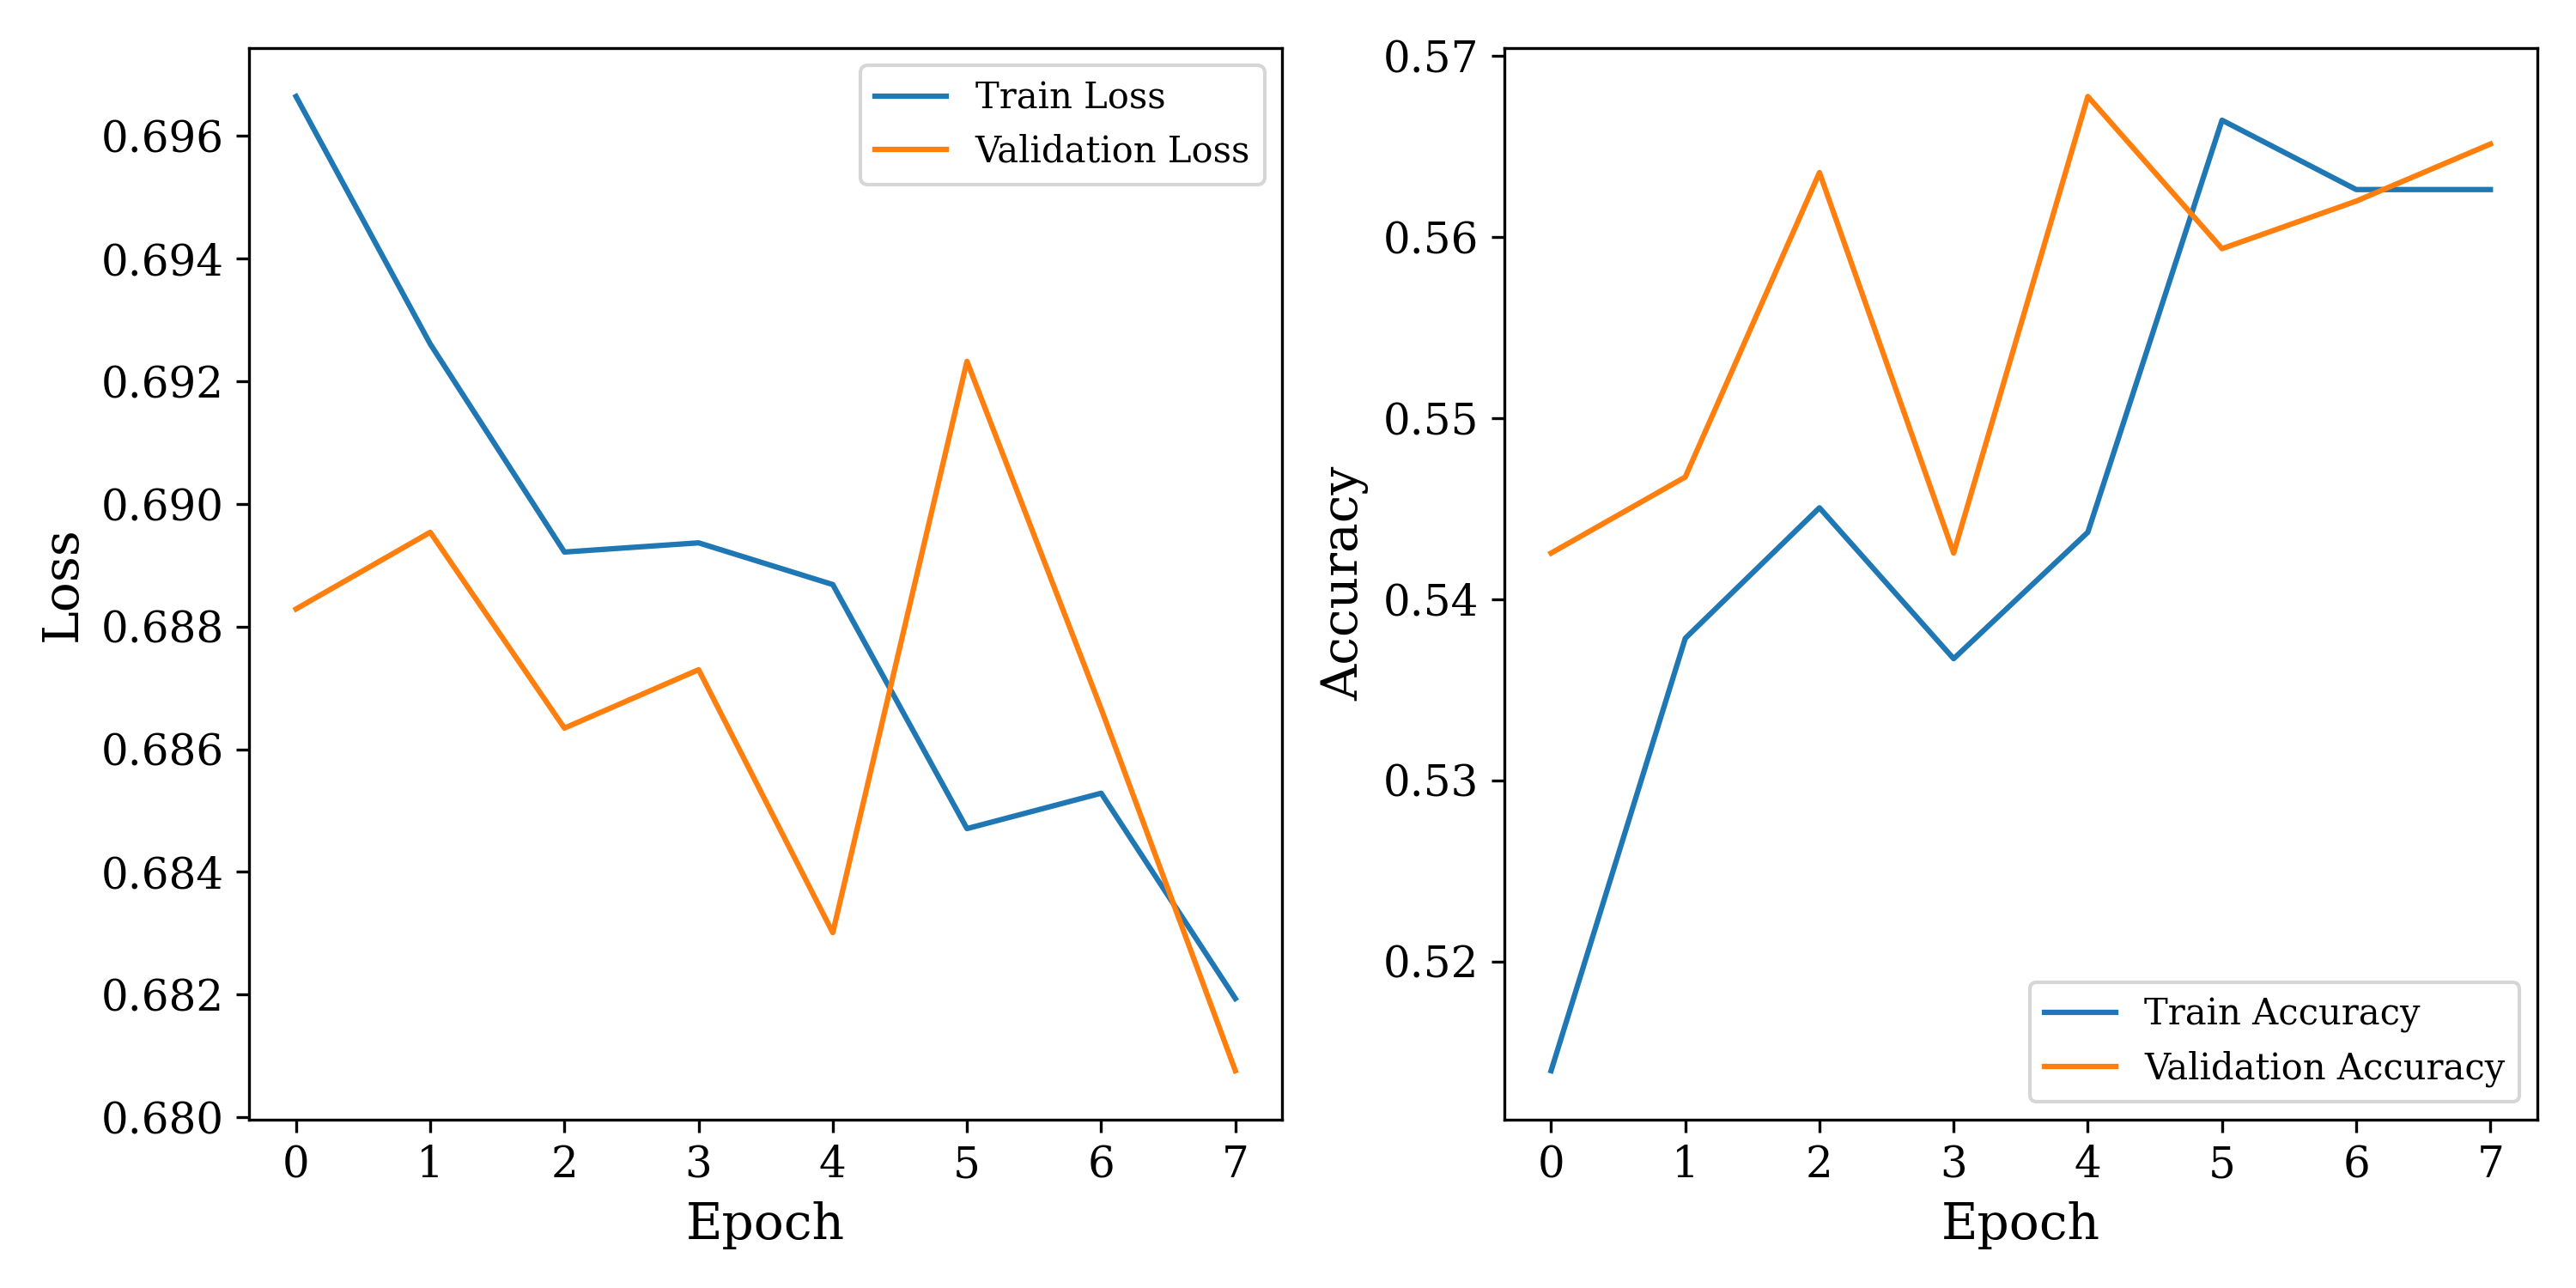 Train Loss
Validation Loss
0.696
0.694
0.692
0.690
0.688
0.686
0.684
0.682
0.680
Loss
0 1 2 3 4 5 6 7
Epoch
0.57
0.56
0.55
0.54
0.53
0.52
Accuracy
Train Accuracy
Validation Accuracy
0 1 2 3 4 5 6 7
Epoch